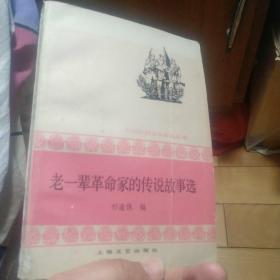 老一辈革命家的传说故事选
编
上海文艺出版社